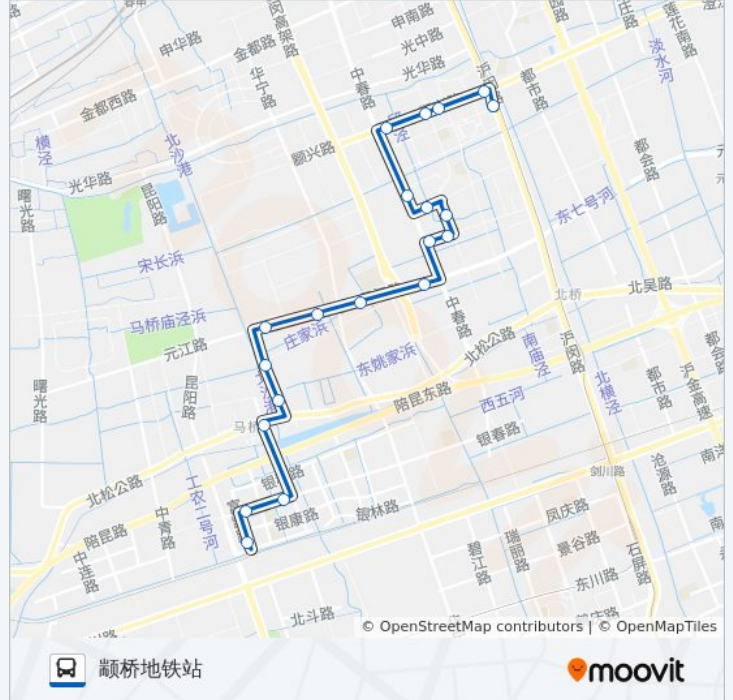 申南路
申华路
光中路
金都路
光华路
华宁路
中春路
都市路
莲花南路
淡水河
金都西路
横泾
北沙港
颛兴路
都会路
光华路
曙光路
昆阳路
东七号河
宋长浜
北桥
北吴路
马桥庙泾浜
中春路
庄家浜
北松公路
南庙泾
沪闵路
元江路
东姚家浜
曙光路
昆阳路
陪昆东路
西五河
北横泾
都市路
沪金高速
银春路
剑川路
北松公路
工农二号河
沧源路
银康路
银林路
凤庆路
陪昆路
中青路
瑞丽路
景谷路
碧江路
石屏路
中连路
东川路
北斗路
© OpenStreetMap contributors | © OpenMapTiles
颛桥地铁站
moovit